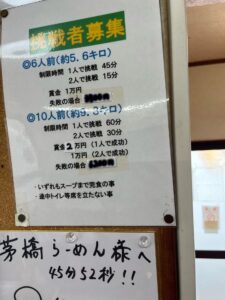 挑戦者募集
◎6人前(約5.6キロ)
制限時間 1人で挑戦 45分
2人で挑戦 15分
賞金 1万円
失敗の場合
◎10人前(約9.3キロ)
制限時間 1人で挑戦 60分
2人で挑戦 30分
賞金2万円(1人で成功)
1万円(2人で成功)
失敗の場合
・いずれもスープまで完食の事
・途中トイレ等席を立たない事
茅橋らーめん様へ
45分52秒!!